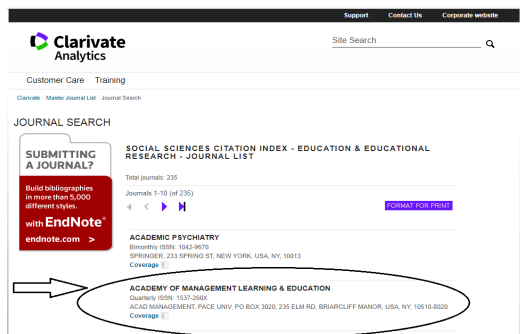 Support Contact Us Corporate website
Clarivate
Analytics
Site Search
Customer Care Training
Clarivate Master Journal List Journal Search
JOURNAL SEARCH
SUBMITTING
A JOURNAL?
Build bibliographies
in more than 5,000
different styles.
with EndNote®
endnote.com >
SOCIAL SCIENCES CITATION INDEX - EDUCATION & EDUCATIONAL
RESEARCH - JOURNAL LIST
Total journals: 235
Journals 1-10 (of 235)
FORMAT FOR PRINT
ACADEMIC PSYCHIATRY
Bimonthly ISSN: 1042-9670
SPRINGER, 233 SPRING ST, NEW YORK, USA, NY, 10013
Coverage
ACADEMY OF MANAGEMENT LEARNING & EDUCATION
Quarterly ISSN: 1537-260X
ACAD MANAGEMENT, PACE UNIV, PO BOX 3020, 235 ELM RD, BRIARCLIFF MANOR, USA, NY, 10510-8020
Coverage